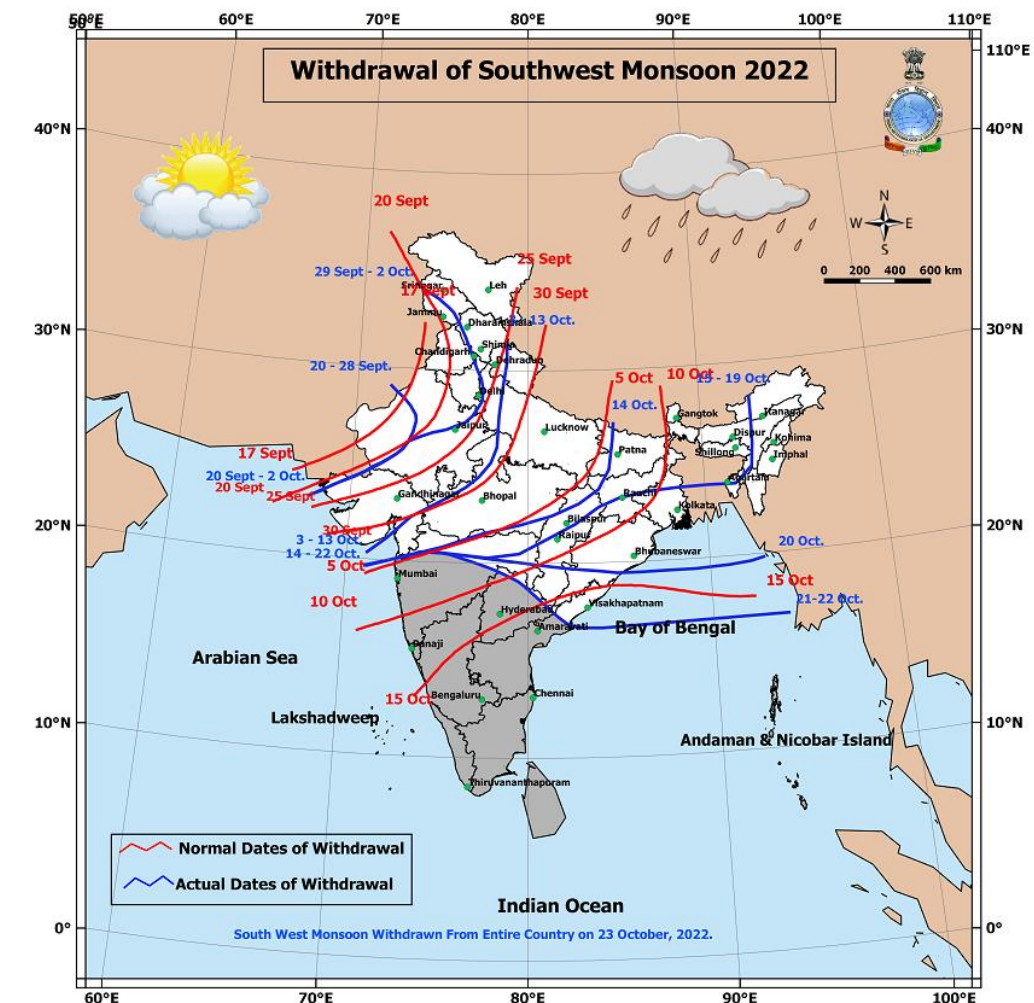 50°E
60°E
70°E
80°E
90°E
100°E
110°E
110°E
Withdrawal of Southwest Monsoon 2022
40°N
40°N
N
W
E
S
20 Sept
0 200 400 600 km
25 Sept
29 Sept - 2 Oct.
Srinagar
17 Sept
Leh
30 Sept
Jammu
Dharamshala
13 Oct.
30°N
30°N
Shimla
Chandigarh
Dehradun
20 - 28 Sept.
5 Oct
10 Oct
15 - 19 Oct.
Delhi
14 Oct.
Gangtok
Itanagar
Jaipur
Lucknow
Dispur
Kohima
Patna
Shillong
Imphal
17 Sept
20 Sept - 2 Oct.
20 Sept
25 Sept
Gandhinagar
Bhopal
Ranchi
Agartala
Kolkata
20°N
20°N
30 Sept
Bilaspur
3 - 13 Oct.
Raipur
20 Oct.
14 - 22 Oct.
Bhubaneswar
5 Oct
Mumbai
15 Oct
10 Oct
Hyderabad
Visakhapatnam
21-22 Oct.
Amaravati
Bay of Bengal
Panaji
Arabian Sea
15 Oct
Bengaluru
Chennai
Lakshadweep
10°N
10°N
Andaman & Nicobar Island
Thiruvananthapuram
Normal Dates of Withdrawal
Actual Dates of Withdrawal
Indian Ocean
0°
0°
South West Monsoon Withdrawn From Entire Country on 23 October, 2022.
60°E
70°E
80°E
90°E
100°E